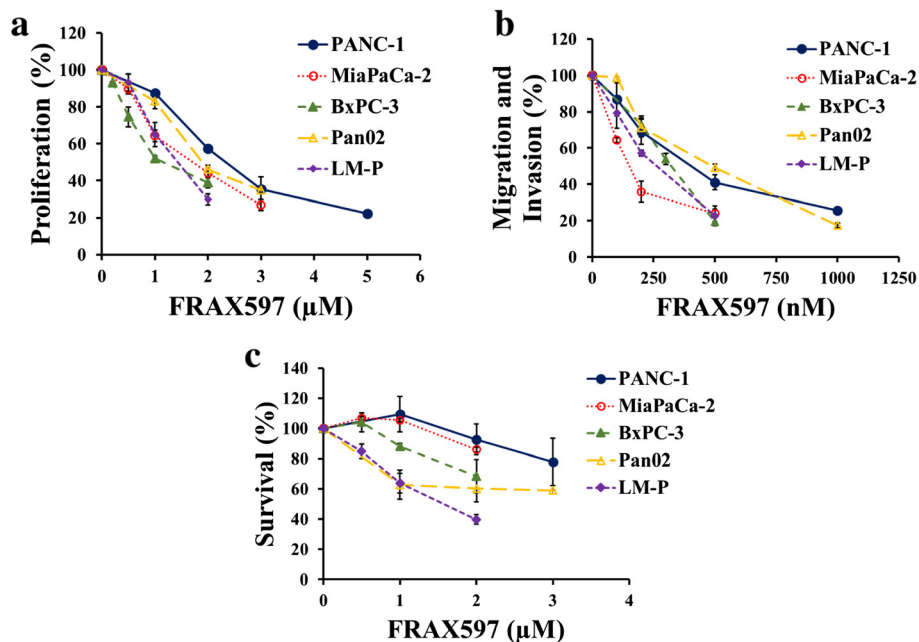 a
120
100
80
60
40
20
0
Proliferation (%)
0 1 2 3 4 5 6
FRAX597 (µM)
PANC-1
MiaPaCa-2
BxPC-3
Pan02
LM-P
b
120
100
80
60
40
20
0
Migration and
Invasion (%)
0 250 500 750 1000 1250
FRAX597 (nM)
PANC-1
MiaPaCa-2
BxPC-3
Pan02
LM-P
c
140
120
100
80
60
40
20
0
Survival (%)
0 1 2 3 4
FRAX597 (µM)
PANC-1
MiaPaCa-2
BxPC-3
Pan02
LM-P